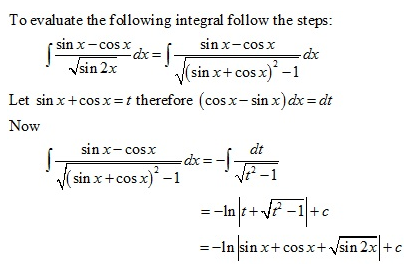 To evaluate the following integral follow the steps:
∫ (sin x − cos x)/√(sin 2x) dx = ∫ (sin x − cos x)/√((sin x + cos x)² − 1) dx
Let sin x + cos x = t therefore (cos x − sin x) dx = dt
Now
∫ (sin x − cos x)/√((sin x + cos x)² − 1) dx = −∫ dt/√(t² − 1)
= −ln |t + √(t² − 1)| + c
= −ln |sin x + cos x + √(sin 2x)| + c